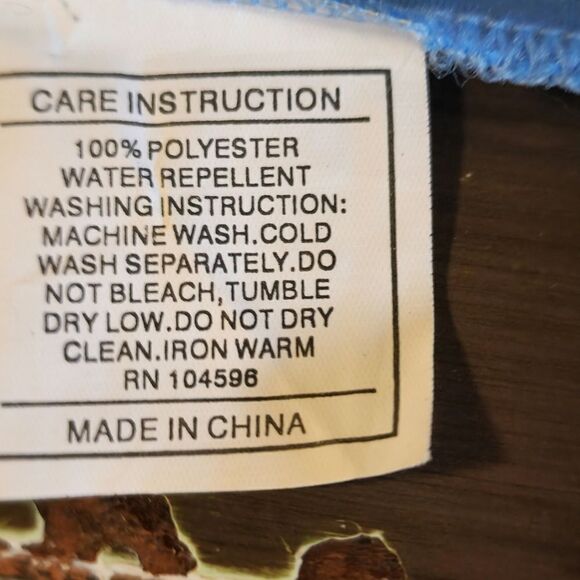 CARE INSTRUCTION
100% POLYESTER
WATER REPELLENT
WASHING INSTRUCTION:
MACHINE WASH.COLD
WASH SEPARATELY.DO
NOT BLEACH,TUMBLE
DRY LOW.DO NOT DRY
CLEAN.IRON WARM
RN 104596
MADE IN CHINA